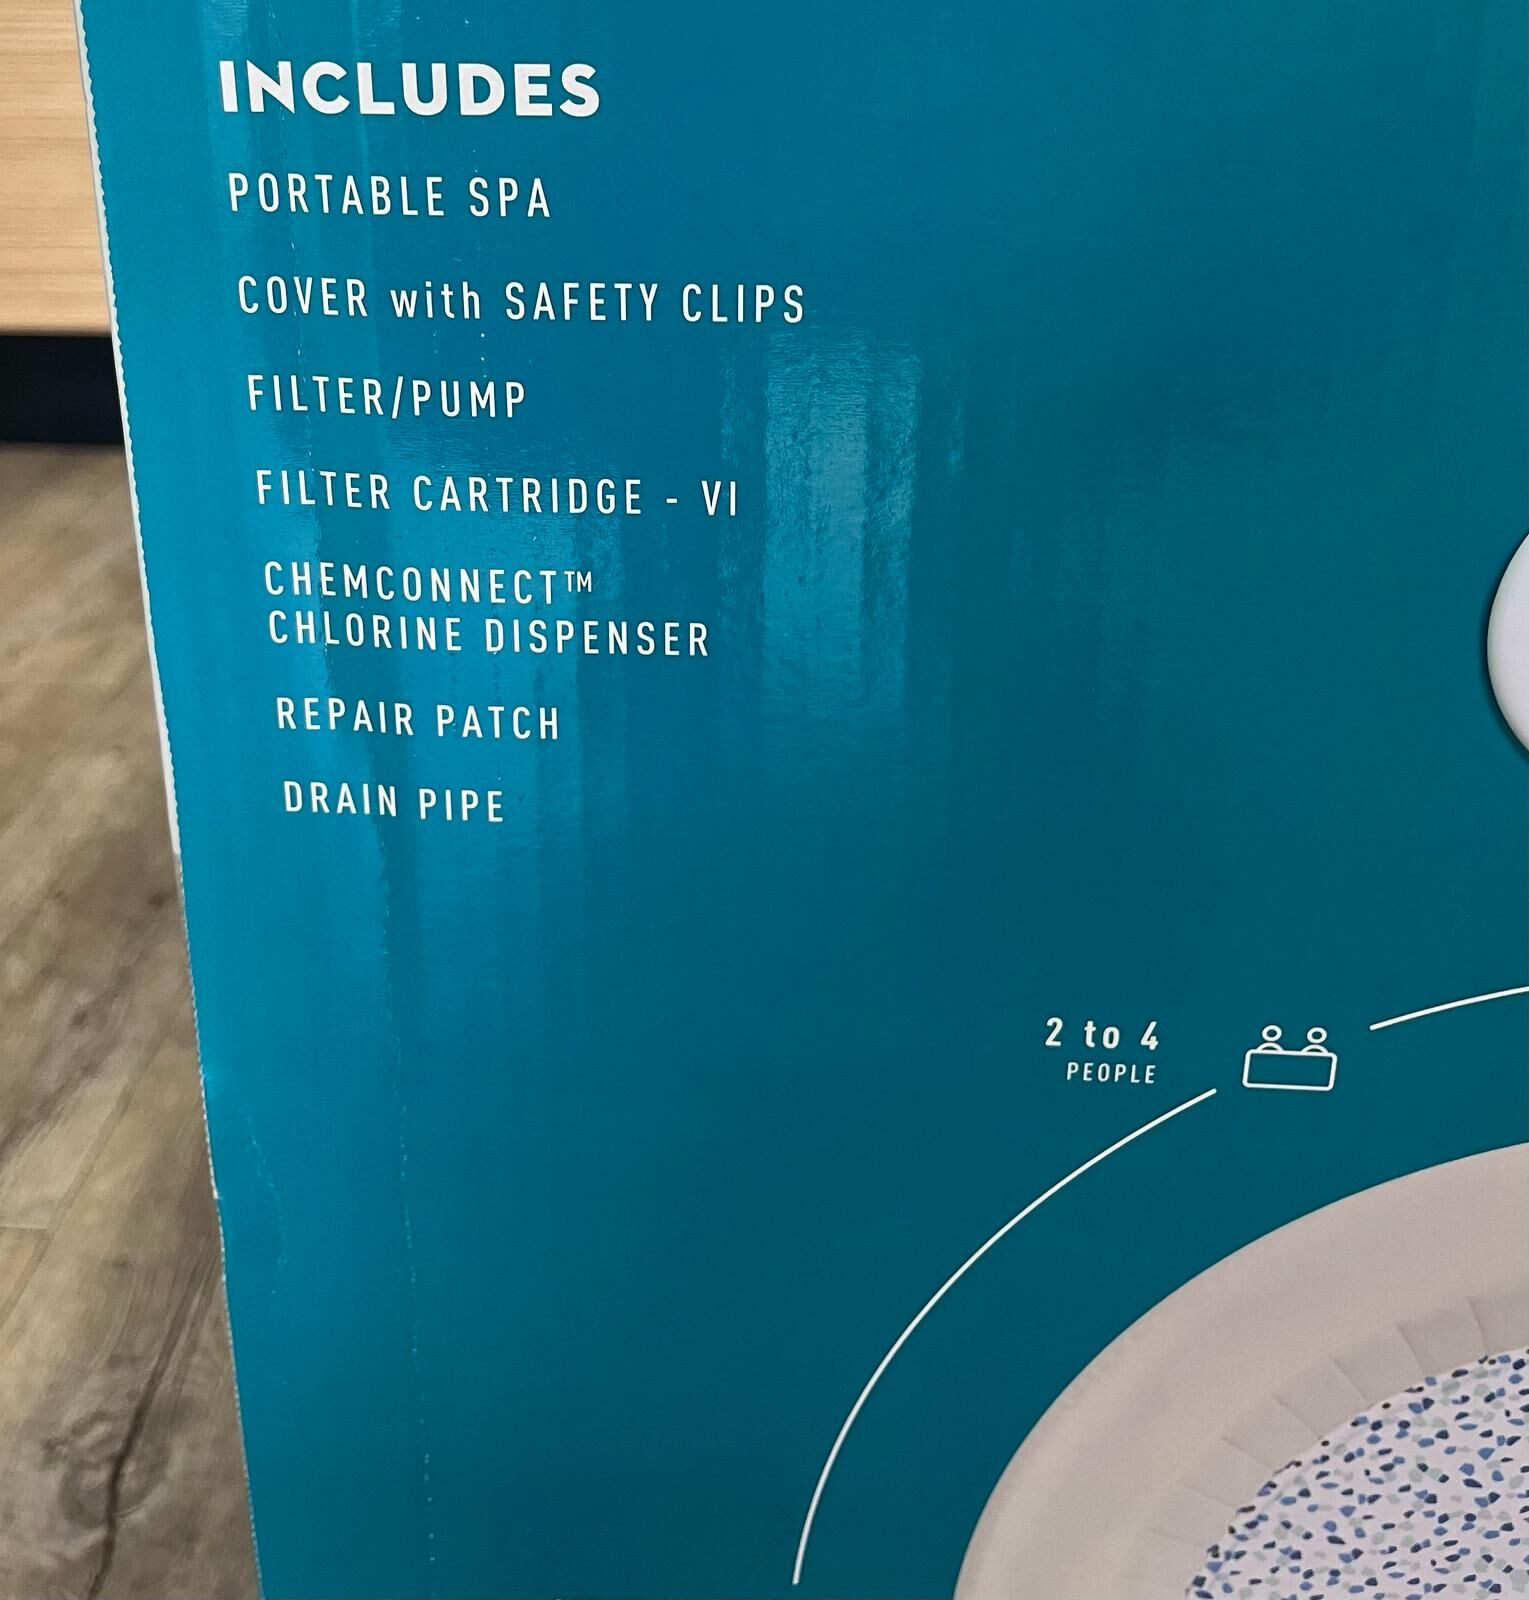 INCLUDES
PORTABLE SPA
COVER with SAFETY CLIPS
FILTER/PUMP
FILTER CARTRIDGE - VI
CHEMCONNECT™
CHLORINE DISPENSER
REPAIR PATCH
DRAIN PIPE
2 to 4
PEOPLE